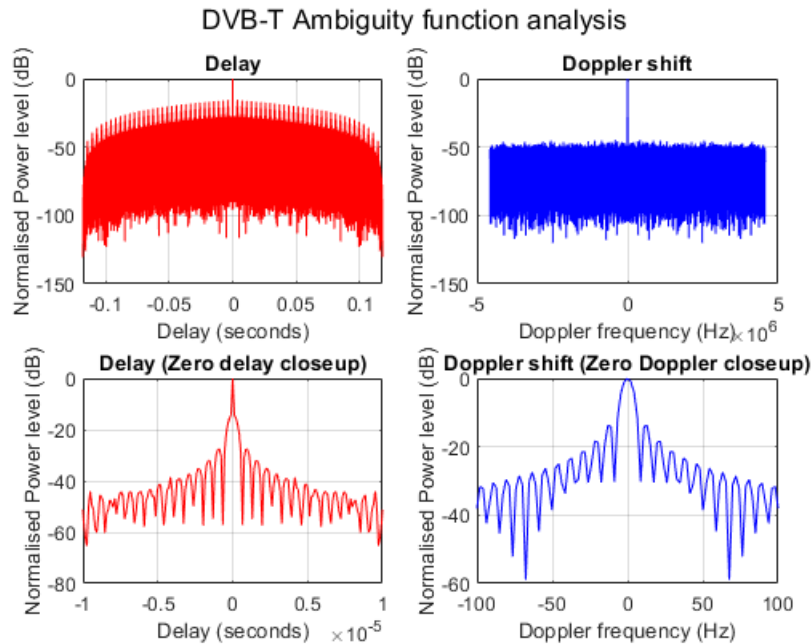 DVB-T Ambiguity function analysis
Delay
Normalised Power level (dB)
0
-50
-100
-150
-0.1
-0.05
0
0.05
0.1
Delay (seconds)
Doppler shift
Normalised Power level (dB)
0
-50
-100
-150
-5
0
5
Doppler frequency (Hz)
×10^6
Delay (Zero delay closeup)
Normalised Power level (dB)
0
-20
-40
-60
-80
-1
-0.5
0
0.5
1
Delay (seconds)
×10^-5
Doppler shift (Zero Doppler closeup)
Normalised Power level (dB)
0
-20
-40
-60
-100
-50
0
50
100
Doppler frequency (Hz)